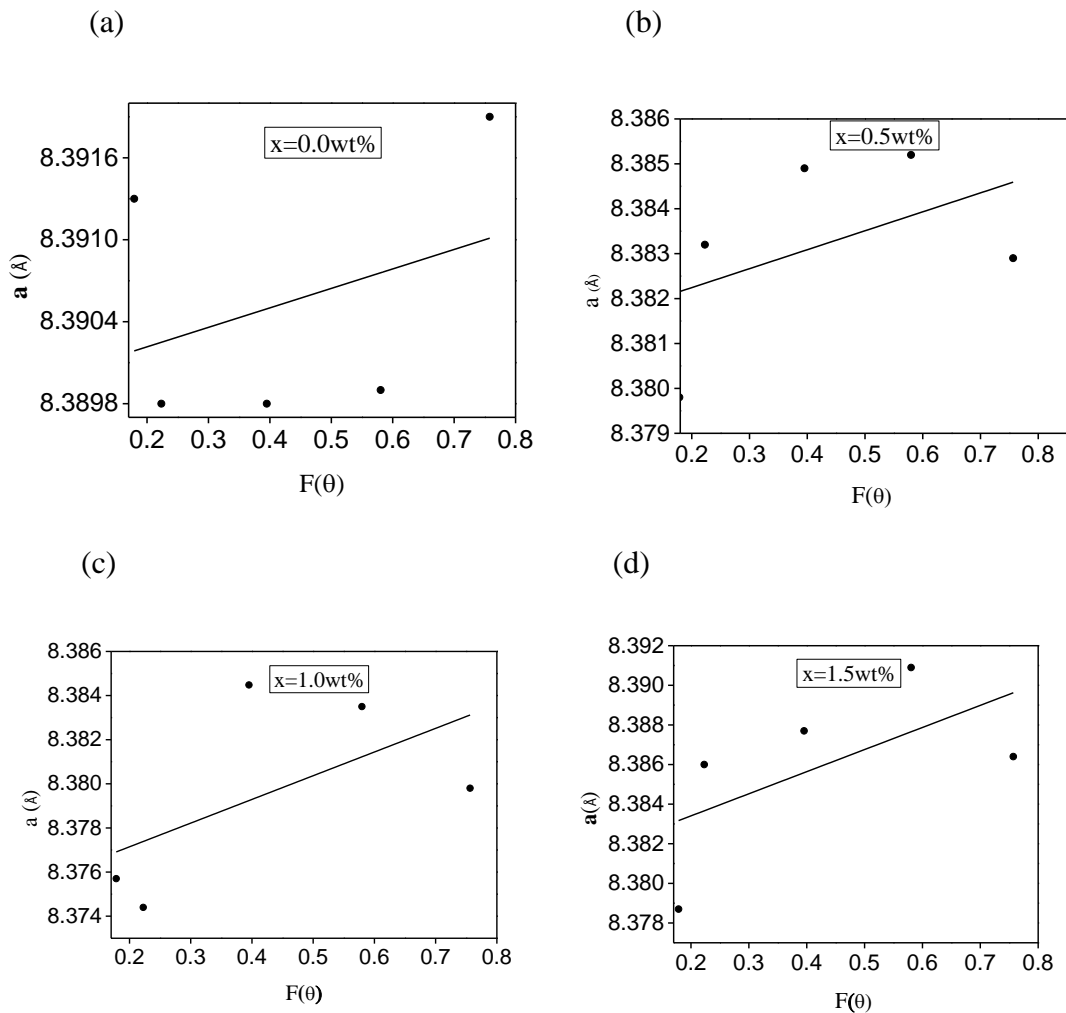 (a)
x=0.0wt%
8.3916
8.3910
8.3904
8.3898
a (Å)
0.2 0.3 0.4 0.5 0.6 0.7 0.8
F(θ)
(b)
x=0.5wt%
8.386
8.385
8.384
8.383
8.382
8.381
8.380
8.379
a (Å)
0.2 0.3 0.4 0.5 0.6 0.7 0.8
F(θ)
(c)
x=1.0wt%
8.386
8.384
8.382
8.380
8.378
8.376
8.374
a (Å)
0.2 0.3 0.4 0.5 0.6 0.7 0.8
F(θ)
(d)
x=1.5wt%
8.392
8.390
8.388
8.386
8.384
8.382
8.380
8.378
a(Å)
0.2 0.3 0.4 0.5 0.6 0.7 0.8
F(θ)